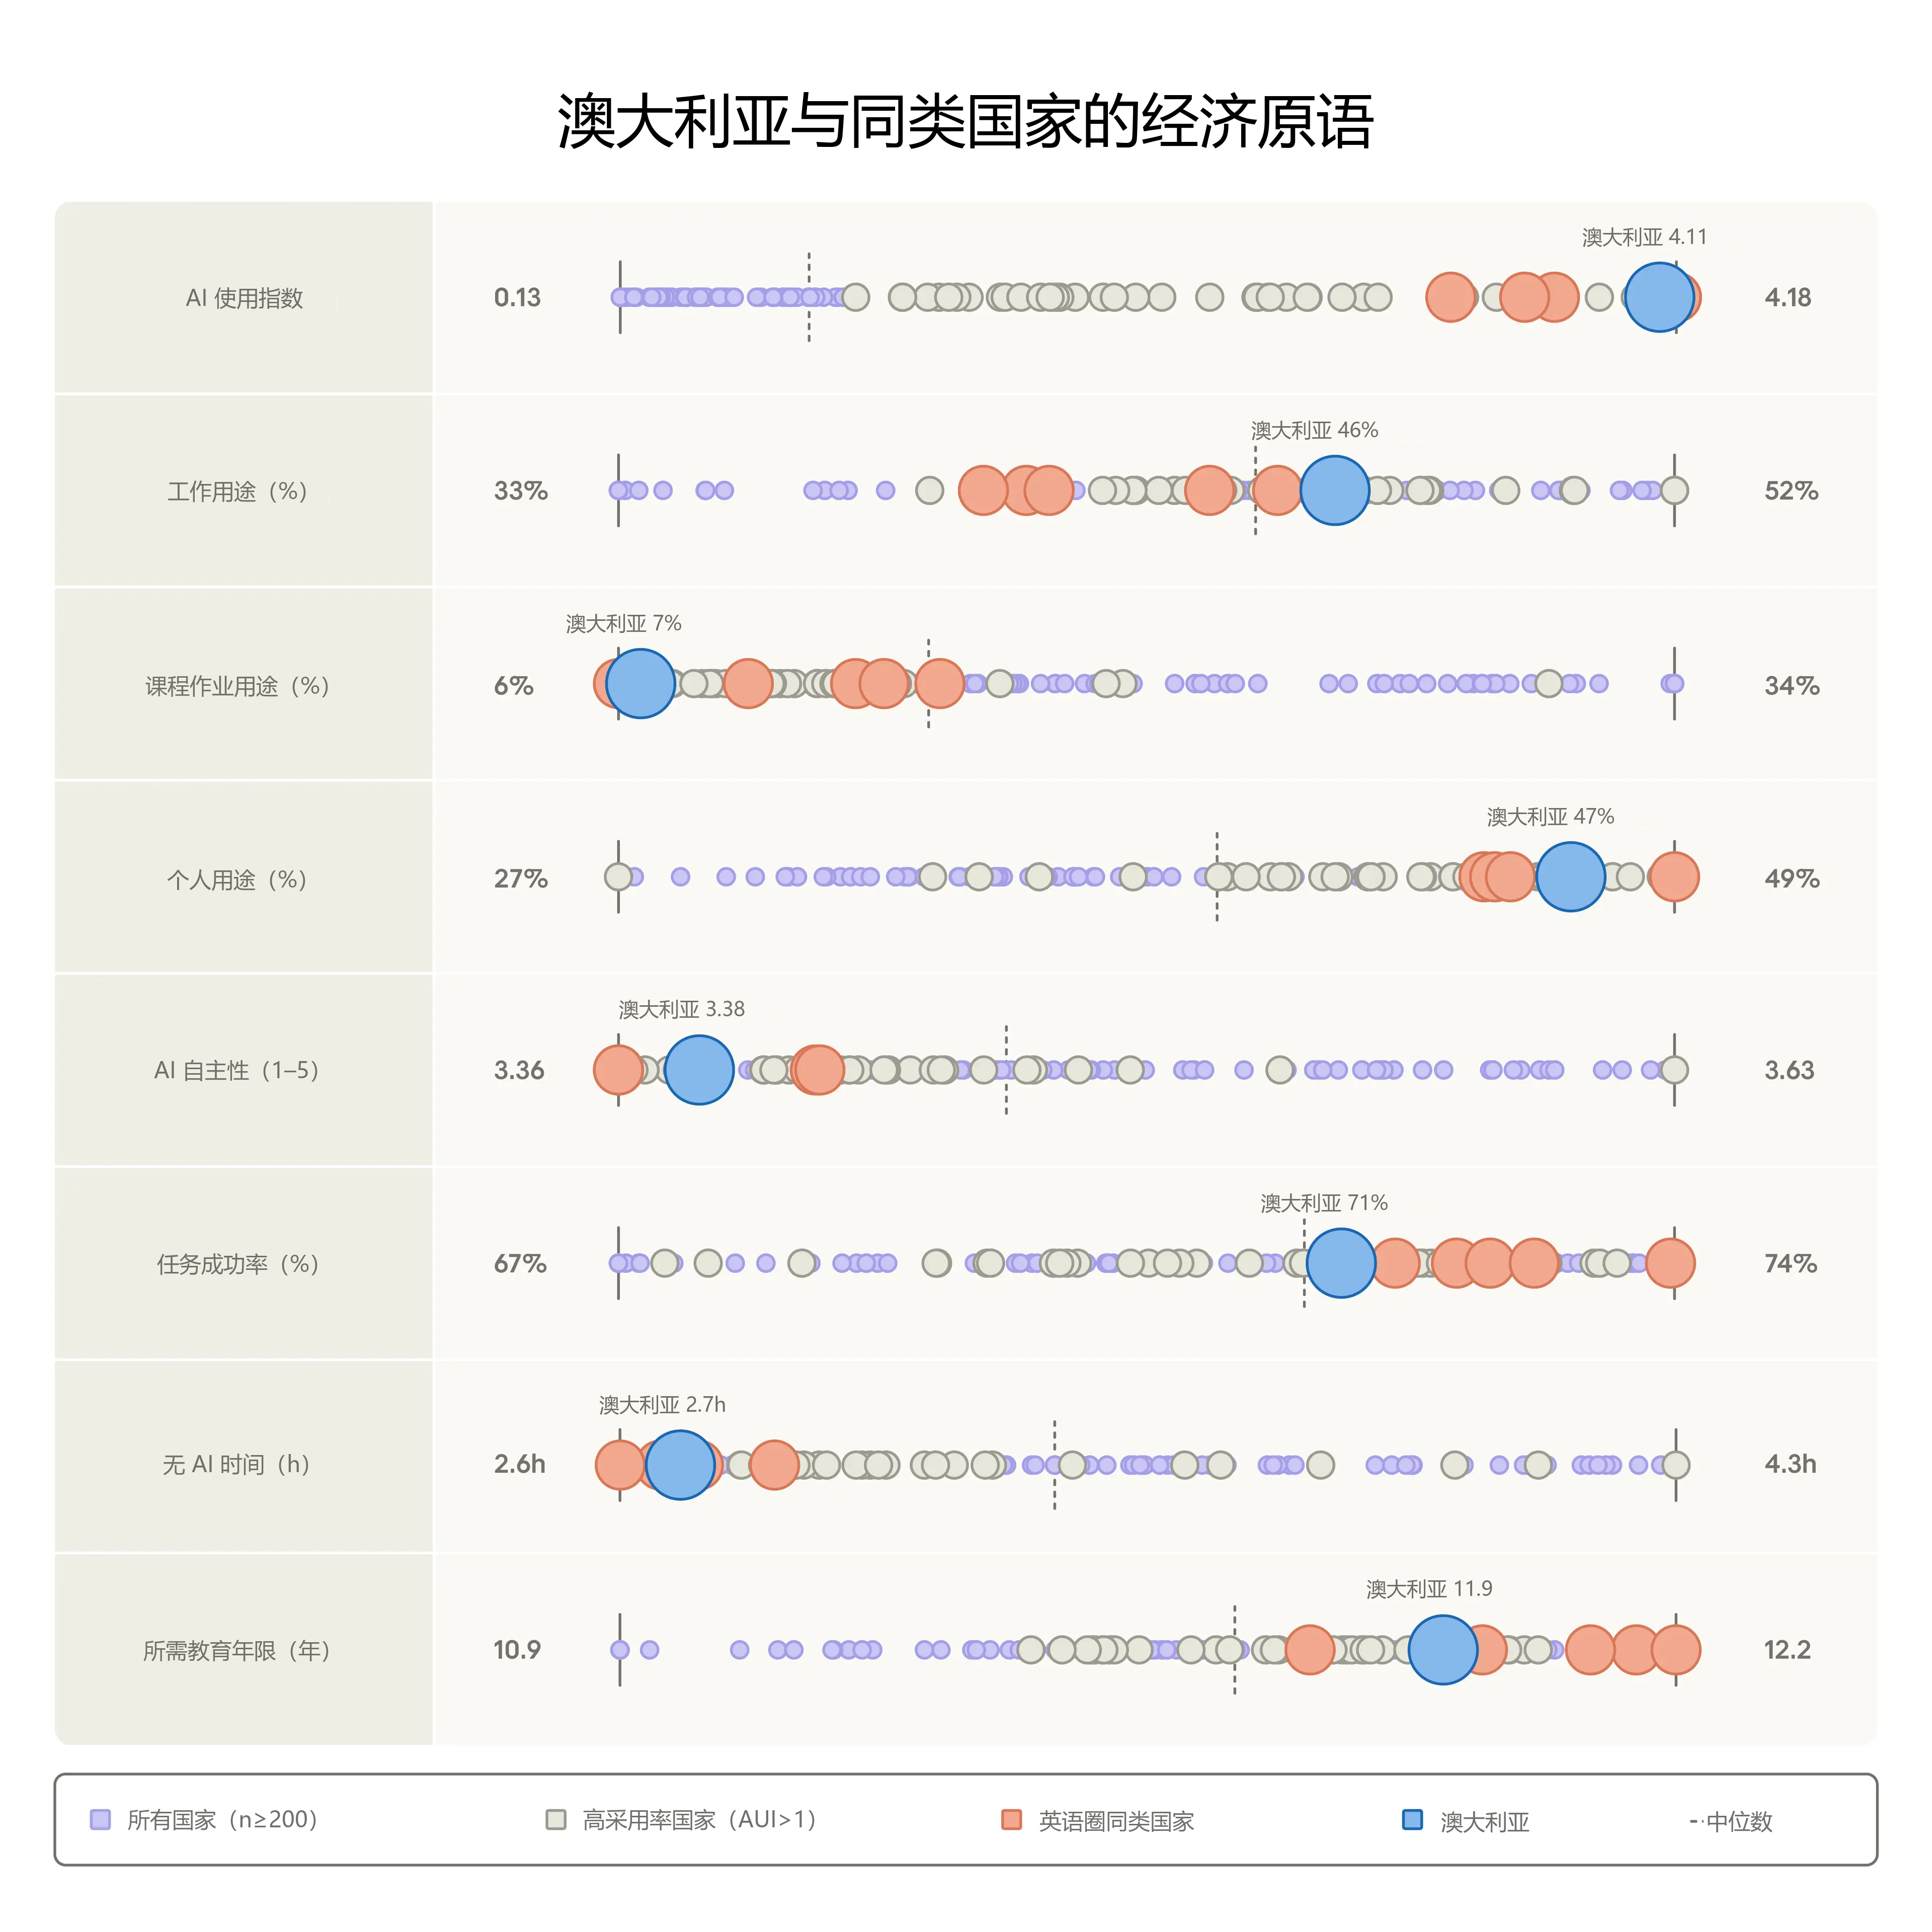 澳大利亚与同类国家的经济原语
澳大利亚 4.11
AI 使用指数
0.13
4.18
澳大利亚 46%
工作用途（%）
33%
52%
澳大利亚 7%
课程作业用途（%）
6%
34%
澳大利亚 47%
个人用途（%）
27%
49%
澳大利亚 3.38
AI 自主性（1–5）
3.36
3.63
澳大利亚 71%
任务成功率（%）
67%
74%
澳大利亚 2.7h
无 AI 时间（h）
2.6h
4.3h
澳大利亚 11.9
所需教育年限（年）
10.9
12.2
所有国家（n≥200）
高采用率国家（AUI>1）
英语圈同类国家
澳大利亚
中位数